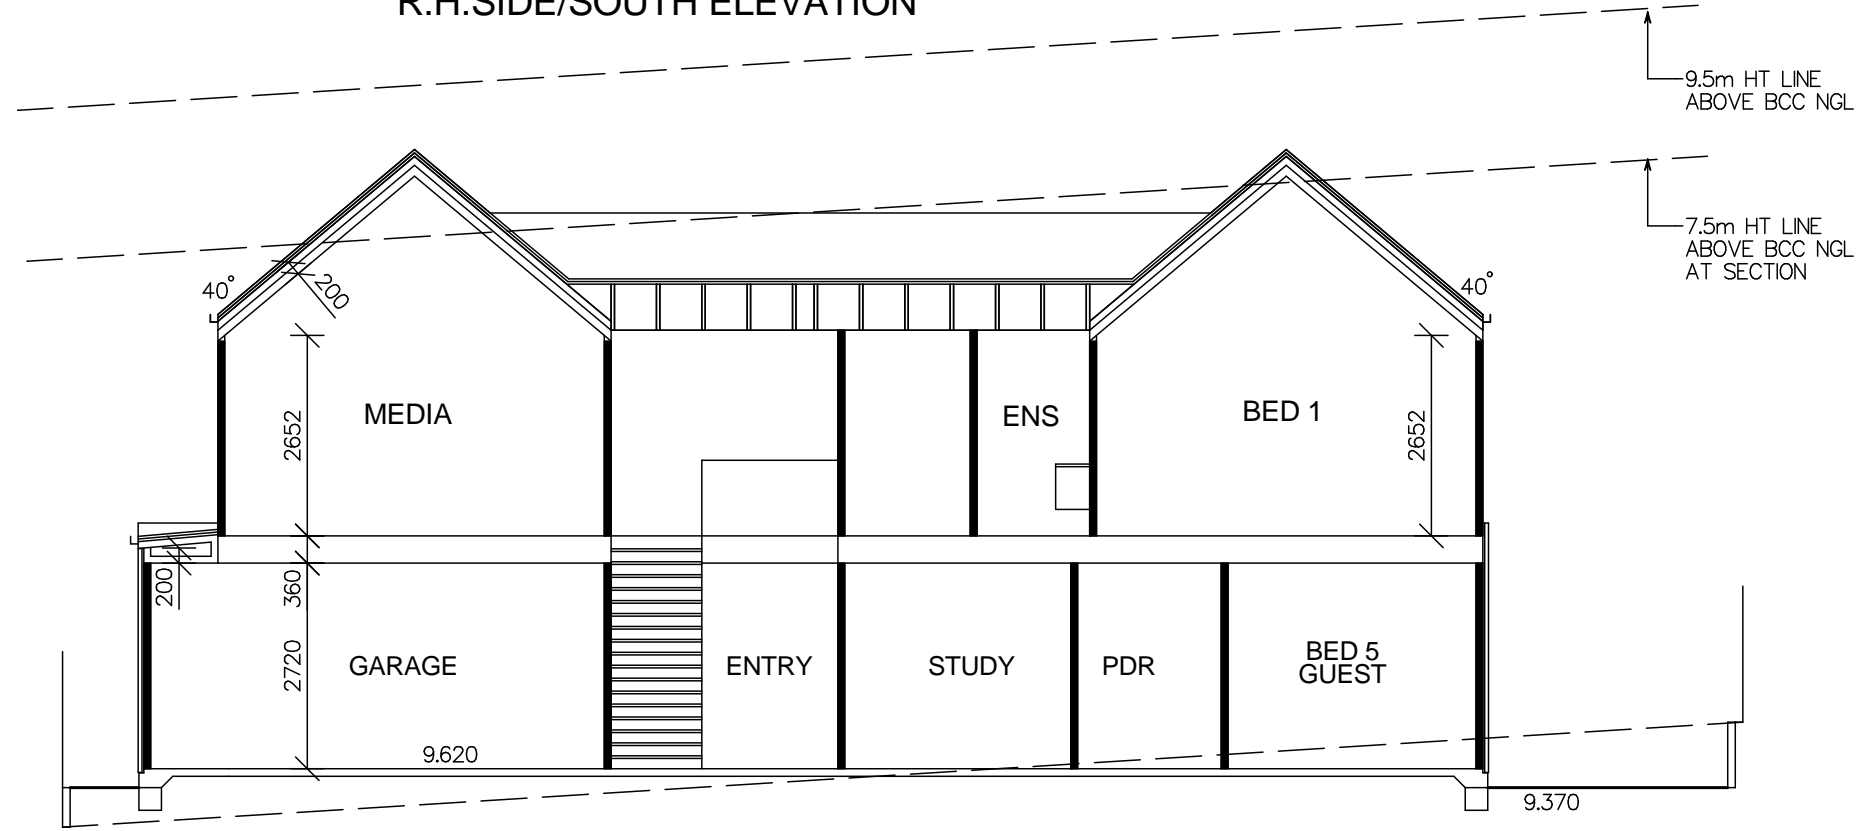 R.H.SIDE/SOUTH ELEVATION
9.5m HT LINE
ABOVE BCC NGL
7.5m HT LINE
ABOVE BCC NGL
AT SECTION
40°
200
40°
2652
MEDIA
ENS
BED 1
2652
200
360
2720
GARAGE
ENTRY
STUDY
PDR
BED 5
GUEST
9.620
9.370